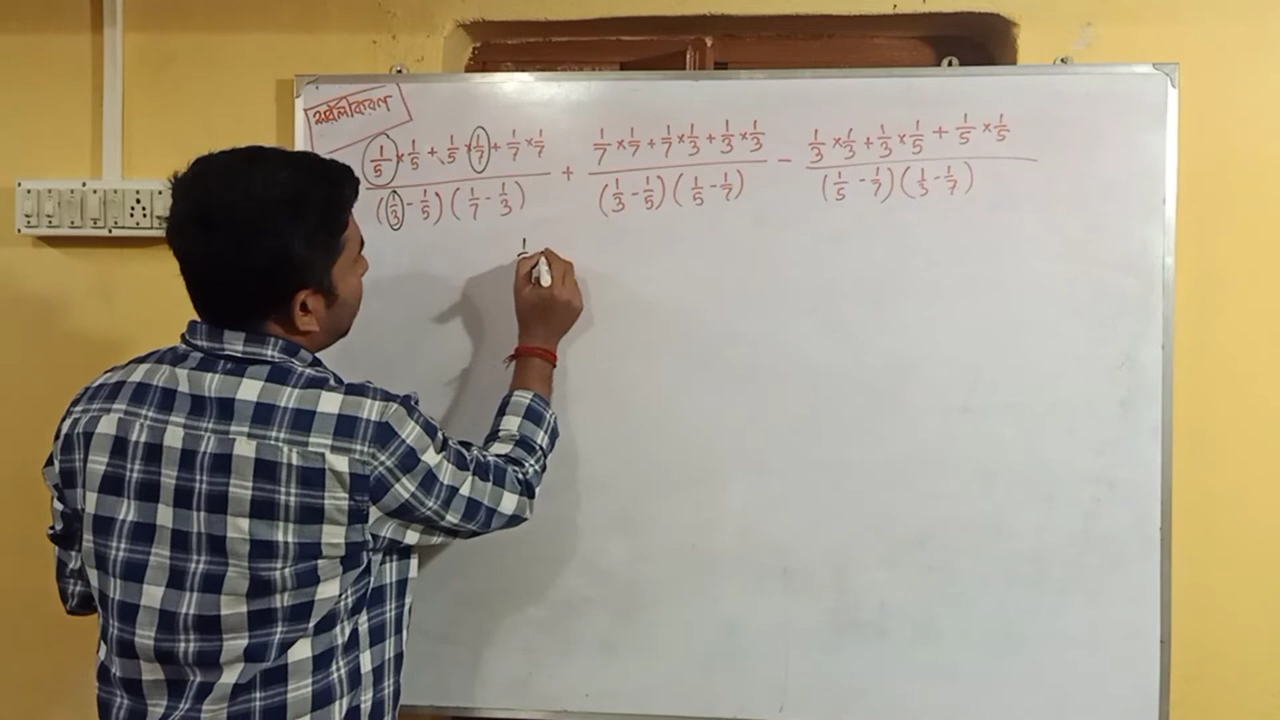 সরলীকরণ
1/5 × 1/5 + 1/5 × 1/7 + 1/7 × 1/7 / (1/3 - 1/5) (1/7 - 1/3) + 1/7 × 1/7 + 1/7 × 1/3 + 1/3 × 1/3 / (1/3 - 1/5) (1/5 - 1/7) - 1/3 × 1/3 + 1/3 × 1/5 + 1/5 × 1/5 / (1/5 - 1/7) (1/3 - 1/7)
1